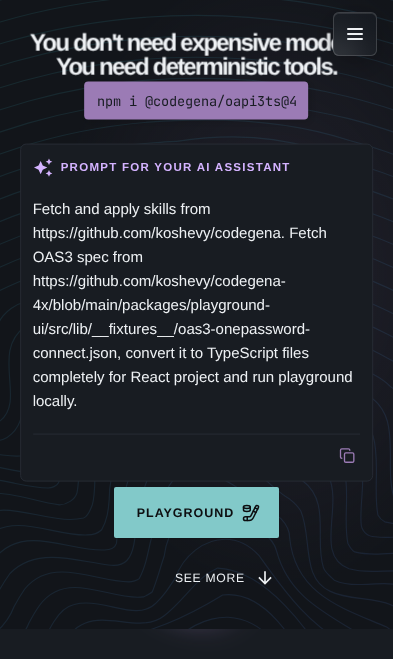 You don't need expensive mod
You need deterministic tools.
npm i @codegena/oapi3ts@4
PROMPT FOR YOUR AI ASSISTANT
Fetch and apply skills from
https://github.com/koshevy/codegena. Fetch
OAS3 spec from
https://github.com/koshevy/codegena-
4x/blob/main/packages/playground-
ui/src/lib/__fixtures__/oas3-onepassword-
connect.json, convert it to TypeScript files
completely for React project and run playground
locally.
PLAYGROUND
SEE MORE